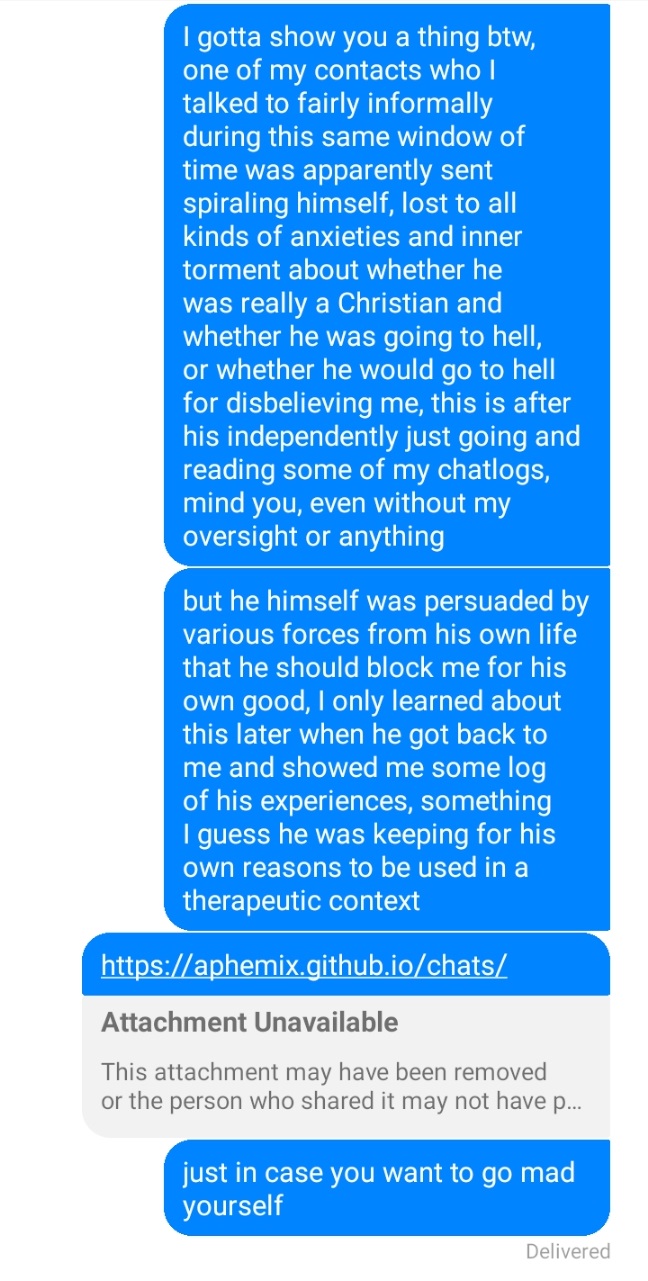 I gotta show you a thing btw,
one of my contacts who I
talked to fairly informally
during this same window of
time was apparently sent
spiraling himself, lost to all
kinds of anxieties and inner
torment about whether he
was really a Christian and
whether he was going to hell,
or whether he would go to hell
for disbelieving me, this is after
his independently just going and
reading some of my chatlogs,
mind you, even without my
oversight or anything
but he himself was persuaded by
various forces from his own life
that he should block me for his
own good, I only learned about
this later when he got back to
me and showed me some log
of his experiences, something
I guess he was keeping for his
own reasons to be used in a
therapeutic context
https://aphemix.github.io/chats/
Attachment Unavailable
This attachment may have been removed
or the person who shared it may not have p...
just in case you want to go mad
yourself
Delivered